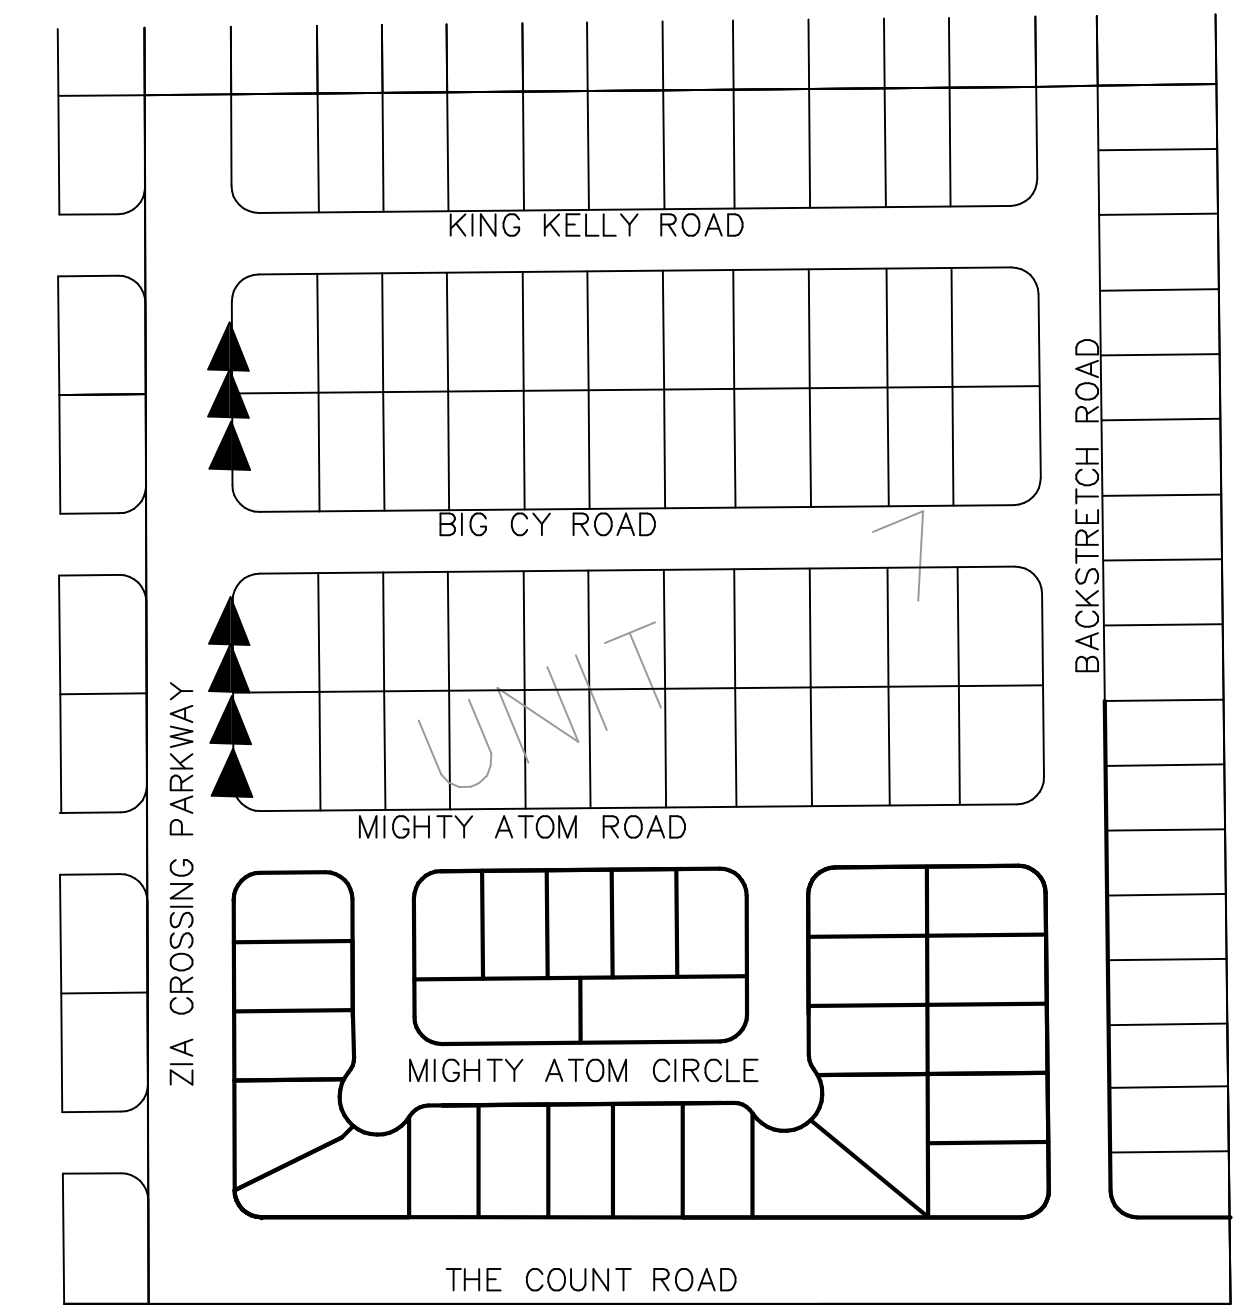 KING KELLY ROAD
BACKSTRETCH ROAD
BIG CY ROAD
UNIT 7
ZIA CROSSING PARKWAY
MIGHTY ATOM ROAD
MIGHTY ATOM CIRCLE
THE COUNT ROAD